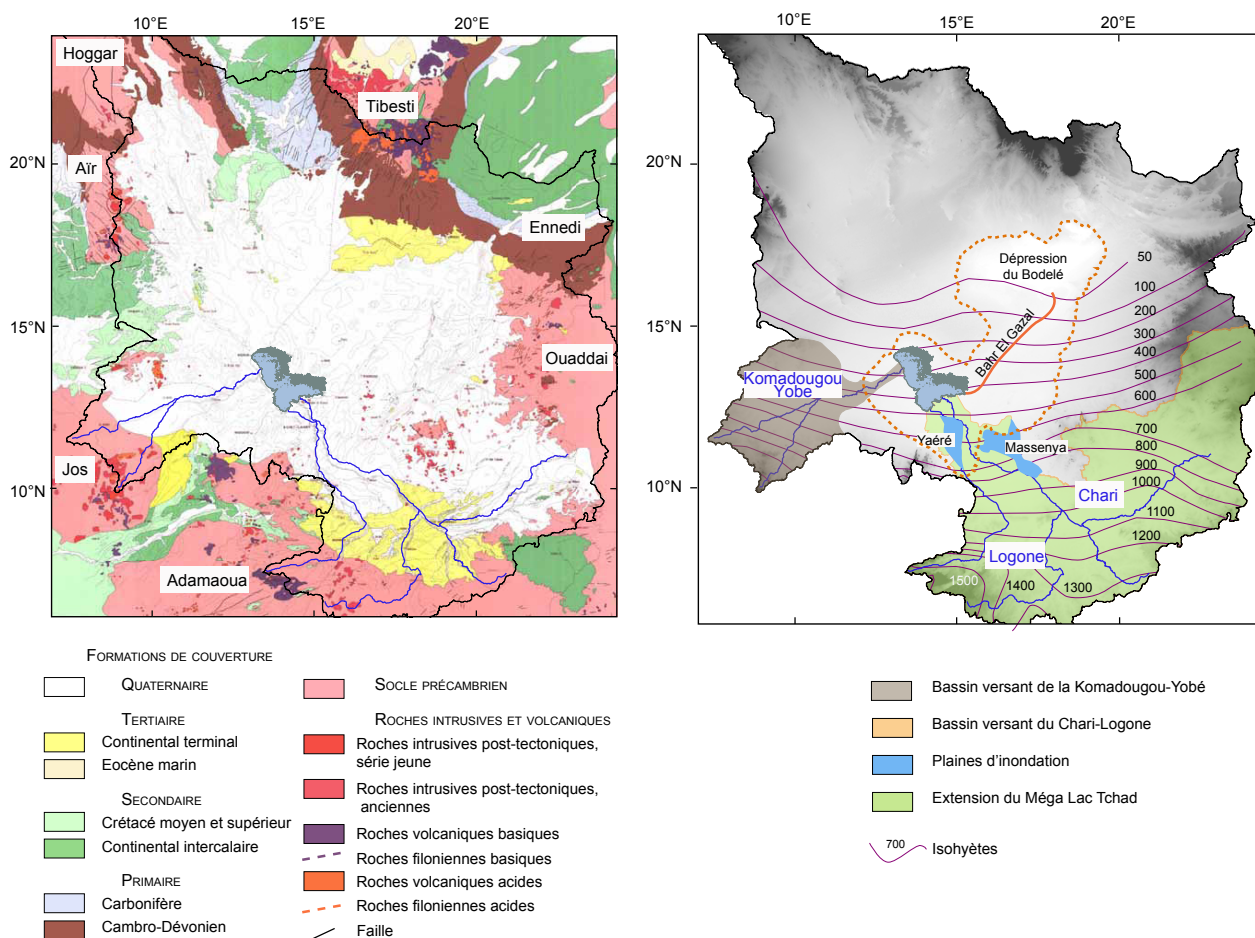 10°E 15°E 20°E
Hoggar
Tibesti
20°N
Aïr
Ennedi
15°N
Ouaddai
Jos
10°N
Adamaoua
10°E 15°E 20°E
20°N
Dépression
du Bodelé
50
100
200
15°N
300
Bahr El Gazal
400
500
Komadougou
Yobe
600
700
Yaéré
Massenya
800
900
10°N
1000
Chari
1100
1200
Logone
1500
1400
1300
FORMATIONS DE COUVERTURE
QUATERNAIRE
TERTIAIRE
Continental terminal
Eocène marin
SECONDAIRE
Crétacé moyen et supérieur
Continental intercalaire
PRIMAIRE
Carbonifère
Cambro-Dévonien
SOCLE PRÉCAMBRIEN
ROCHES INTRUSIVES ET VOLCANIQUES
Roches intrusives post-tectoniques,
série jeune
Roches intrusives post-tectoniques,
anciennes
Roches volcaniques basiques
Roches filoniennes basiques
Roches volcaniques acides
Roches filoniennes acides
Faille
Bassin versant de la Komadougou-Yobé
Bassin versant du Chari-Logone
Plaines d'inondation
Extension du Méga Lac Tchad
700
Isohyètes